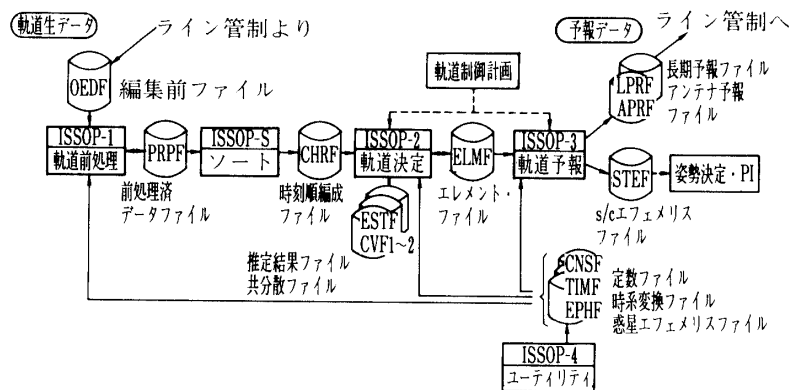 軌道生データ
ライン管制より
OEDF
編集前ファイル
ISSOP-1
軌道前処理
PRPF
前処理済
データファイル
ISSOP-S
ソート
CHRF
時刻順編成
ファイル
軌道制御計画
ISSOP-2
軌道決定
ESTF
CVF1~2
推定結果ファイル
共分散ファイル
ELMF
エレメント・
ファイル
ISSOP-3
軌道予報
予報データ
ライン管制へ
LPRF
APRF
長期予報ファイル
アンテナ予報
ファイル
STEF
s/cエフェメリス
ファイル
姿勢決定・PI
CNSF
TIMF
EPHF
定数ファイル
時系変換ファイル
惑星エフェメリスファイル
ISSOP-4
ユーティリティ